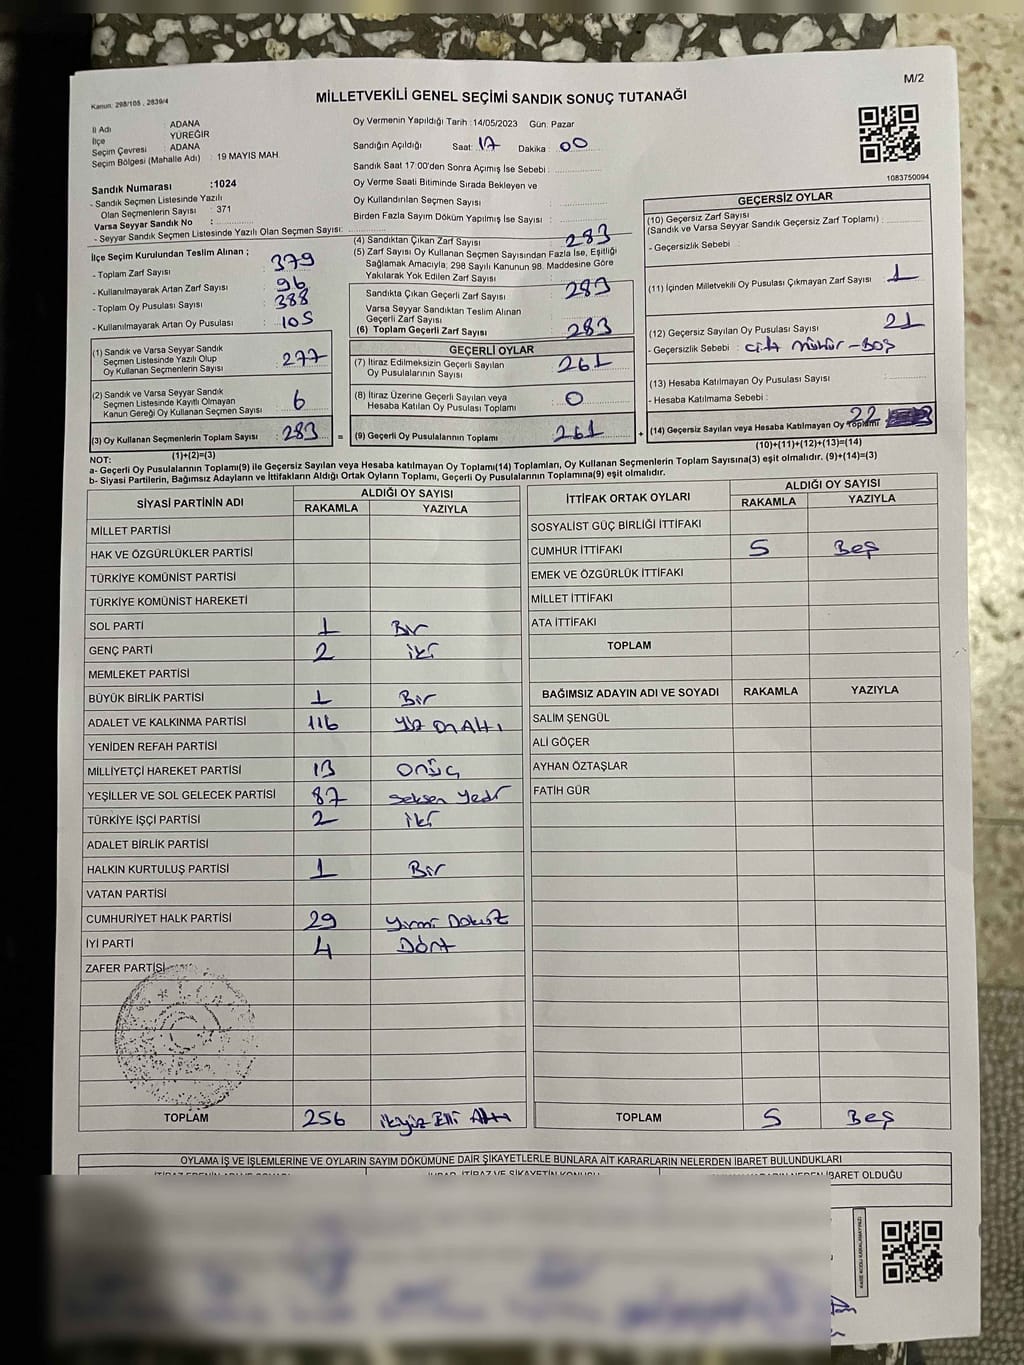 M/2
Kanun: 298/105 , 2839/4
MİLLETVEKİLİ GENEL SEÇİMİ SANDIK SONUÇ TUTANAĞI
İl Adı : ADANA
İlçe : YÜREĞİR
Seçim Çevresi : ADANA
Seçim Bölgesi (Mahalle Adı) : 19 MAYIS MAH.
Sandık Numarası :1024
- Sandık Seçmen Listesinde Yazılı
Olan Seçmenlerin Sayısı : 371
Varsa Seyyar Sandık No :
- Seyyar Sandık Seçmen Listesinde Yazılı Olan Seçmen Sayısı:
Oy Vermenin Yapıldığı Tarih :14/05/2023 Gün: Pazar
Sandığın Açıldığı Saat: 17 Dakika : 00
Sandık Saat 17:00'den Sonra Açımış İse Sebebi :
Oy Verme Saati Bitiminde Sırada Bekleyen ve
Oy Kullandırılan Seçmen Sayısı :
Birden Fazla Sayım Döküm Yapılmış İse Sayısı :
1083750094
İlçe Seçim Kurulundan Teslim Alınan ;
- Toplam Zarf Sayısı : 379
- Kullanılmayarak Artan Zarf Sayısı : 96
- Toplam Oy Pusulası Sayısı : 388
- Kullanılmayarak Artan Oy Pusulası : 105
(1) Sandık ve Varsa Seyyar Sandık
Seçmen Listesinde Yazılı Olup
Oy Kullanan Seçmenlerin Sayısı : 277
(2) Sandık ve Varsa Seyyar Sandık
Seçmen Listesinde Kayıtlı Olmayan
Kanun Gereği Oy Kullanan Seçmen Sayısı : 6
(3) Oy Kullanan Seçmenlerin Toplam Sayısı : 283
(1)+(2)=(3)
(4) Sandıktan Çıkan Zarf Sayısı : 283
(5) Zarf Sayısı Oy Kullanan Seçmen Sayısından Fazla İse, Eşitliği
Sağlamak Amacıyla, 298 Sayılı Kanunun 98. Maddesine Göre
Yakılarak Yok Edilen Zarf Sayısı :
Sandıkta Çıkan Geçerli Zarf Sayısı : 283
Varsa Seyyar Sandıktan Teslim Alınan
Geçerli Zarf Sayısı :
(6) Toplam Geçerli Zarf Sayısı : 283
GEÇERLİ OYLAR
(7) İtiraz Edilmeksizin Geçerli Sayılan
Oy Pusulalarının Sayısı : 261
(8) İtiraz Üzerine Geçerli Sayılan veya
Hesaba Katılan Oy Pusulası Toplamı : 0
= (9) Geçerli Oy Pusulalarının Toplamı : 261
GEÇERSİZ OYLAR
(10) Geçersiz Zarf Sayısı
(Sandık ve Varsa Seyyar Sandık Geçersiz Zarf Toplamı) :
- Geçersizlik Sebebi :
(11) İçinden Milletvekili Oy Pusulası Çıkmayan Zarf Sayısı : 1
(12) Geçersiz Sayılan Oy Pusulası Sayısı : 21
- Geçersizlik Sebebi : Çift Mühür-Boş
(13) Hesaba Katılmayan Oy Pusulası Sayısı :
- Hesaba Katılmama Sebebi :
+ (14) Geçersiz Sayılan veya Hesaba Katılmayan Oy Toplamı 22
(10)+(11)+(12)+(13)=(14)
NOT:
a- Geçerli Oy Pusulalarının Toplamı(9) ile Geçersiz Sayılan veya Hesaba katılmayan Oy Toplamı(14) Toplamları, Oy Kullanan Seçmenlerin Toplam Sayısına(3) eşit olmalıdır. (9)+(14)=(3)
b- Siyasi Partilerin, Bağımsız Adayların ve İttifakların Aldığı Ortak Oyların Toplamı, Geçerli Oy Pusulalarının Toplamına(9) eşit olmalıdır.
SİYASİ PARTİNİN ADI ALDIĞI OY SAYISI
RAKAMLA YAZIYLA
MİLLET PARTİSİ
HAK VE ÖZGÜRLÜKLER PARTİSİ
TÜRKİYE KOMÜNİST PARTİSİ
TÜRKİYE KOMÜNİST HAREKETİ
SOL PARTİ 1 Bir
GENÇ PARTİ 2 iki
MEMLEKET PARTİSİ
BÜYÜK BİRLİK PARTİSİ 1 Bir
ADALET VE KALKINMA PARTİSİ 116 Yüz OnAltı
YENİDEN REFAH PARTİSİ
MİLLİYETÇİ HAREKET PARTİSİ 13 Onüç
YEŞİLLER VE SOL GELECEK PARTİSİ 87 Seksen Yedi
TÜRKİYE İŞÇİ PARTİSİ 2 iki
ADALET BİRLİK PARTİSİ
HALKIN KURTULUŞ PARTİSİ 1 Bir
VATAN PARTİSİ
CUMHURİYET HALK PARTİSİ 29 Yirmi Dokuz
İYİ PARTİ 4 Dört
ZAFER PARTİSİ
TOPLAM 256 ikiyüz Elli Altı
İTTİFAK ORTAK OYLARI ALDIĞI OY SAYISI
RAKAMLA YAZIYLA
SOSYALİST GÜÇ BİRLİĞİ İTTİFAKI
CUMHUR İTTİFAKI 5 Beş
EMEK VE ÖZGÜRLÜK İTTİFAKI
MİLLET İTTİFAKI
ATA İTTİFAKI
TOPLAM
BAĞIMSIZ ADAYIN ADI VE SOYADI RAKAMLA YAZIYLA
SALİM ŞENGÜL
ALİ GÖÇER
AYHAN ÖZTAŞLAR
FATİH GÜR
TOPLAM 5 Beş
OYLAMA İŞ VE İŞLEMLERİNE VE OYLARIN SAYIM DÖKÜMÜNE DAİR ŞİKAYETLERLE BUNLARA AİT KARARLARIN NELERDEN İBARET BULUNDUKLARI
İBARET OLDUĞU